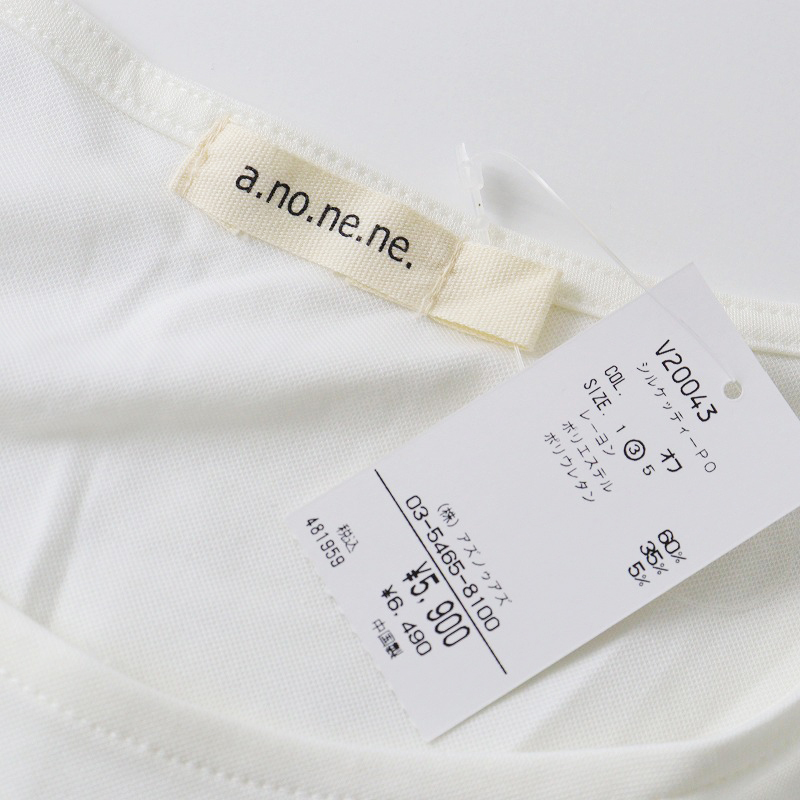 a.no.ne.ne.
V20043
シルケッティーPO
COL. オフ
SIZE. 1 ③ 5
レーヨン 60%
ポリエステル 35%
ポリウレタン 5%
(株)アズノゥアズ
03-5465-8100
¥5,900
税込 ¥6,490
481959 中国製